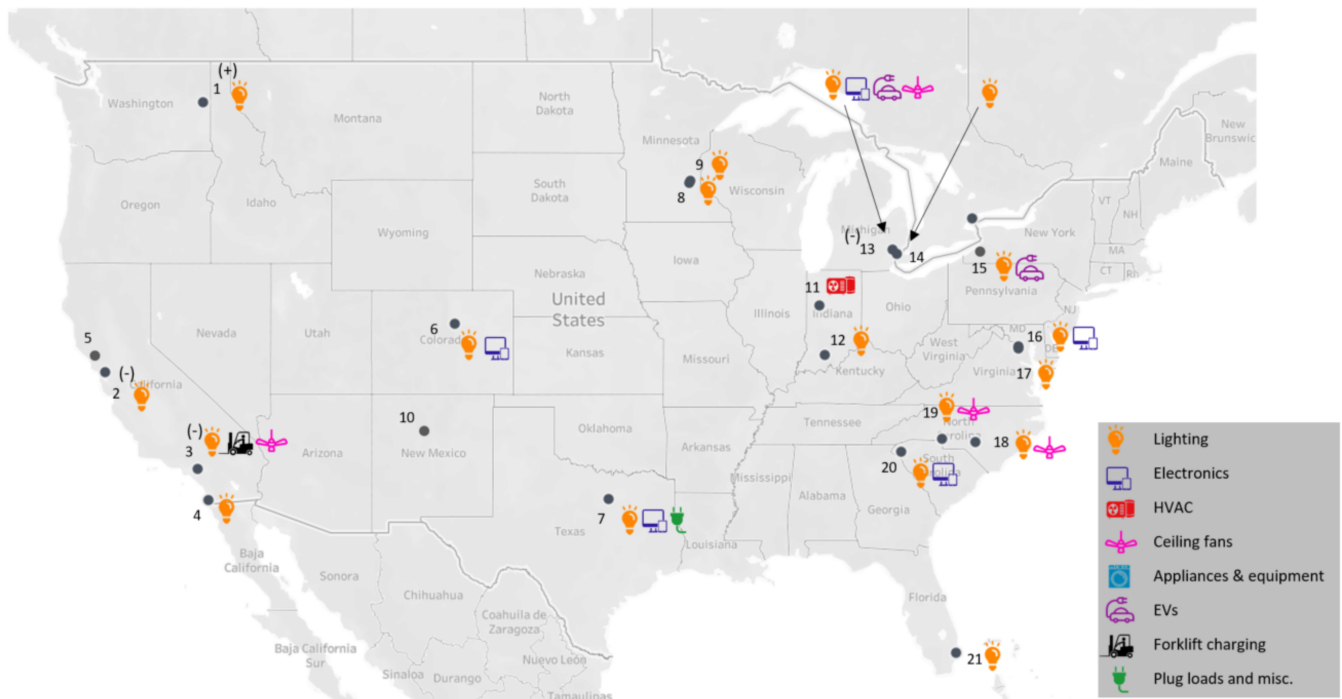 (+)
1
Washington
Montana
North
Dakota
Minnesota
New
Brunswic
Maine
9
8
Wisconsin
South
Dakota
Oregon
Idaho
Wyoming
VT
NH
New York
MA
CT
Michigan
(-)
13
14
15
Pennsylvania
Iowa
Nebraska
United
States
Illinois
11
Indiana
Ohio
NJ
5
Nevada
Utah
6
Colorad
Kansas
Missouri
12
Kentucky
West
Virginia
MD
DE
16
Virginia
17
(-)
2
California
(-)
3
4
Arizona
10
New Mexico
Oklahoma
Arkansas
Tennessee
19
North
Carolina
18
20
South
Carolina
Mississippi
Alabama
Georgia
7
Texas
Louisiana
Florida
21
Baja
California
Sonora
Chihuahua
Coahuila de
Zaragoza
Baja California
Sur
Sinaloa
Durango
Nuevo León
Tamaulipas
Lighting
Electronics
HVAC
Ceiling fans
Appliances & equipment
EVs
Forklift charging
Plug loads and misc.